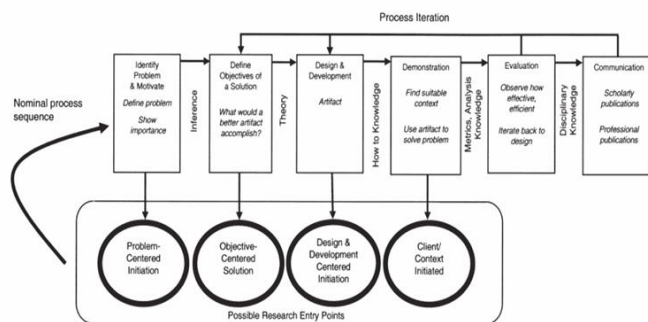 Process Iteration
Nominal process
sequence
Identify
Problem
& Motivate
Define problem
Show
importance
Inference
Define
Objectives of
a Solution
What would a
better artifact
accomplish?
Theory
Design &
Development
Artifact
How to Knowledge
Demonstration
Find suitable
context
Use artifact to
solve problem
Metrics, Analysis
Knowledge
Evaluation
Observe how
effective,
efficient
Iterate back to
design
Disciplinary
Knowledge
Communication
Scholarly
publications
Professional
publications
Problem-
Centered
Initiation
Objective-
Centered
Solution
Design &
Development
Centered
Initiation
Client/
Context
Initiated
Possible Research Entry Points